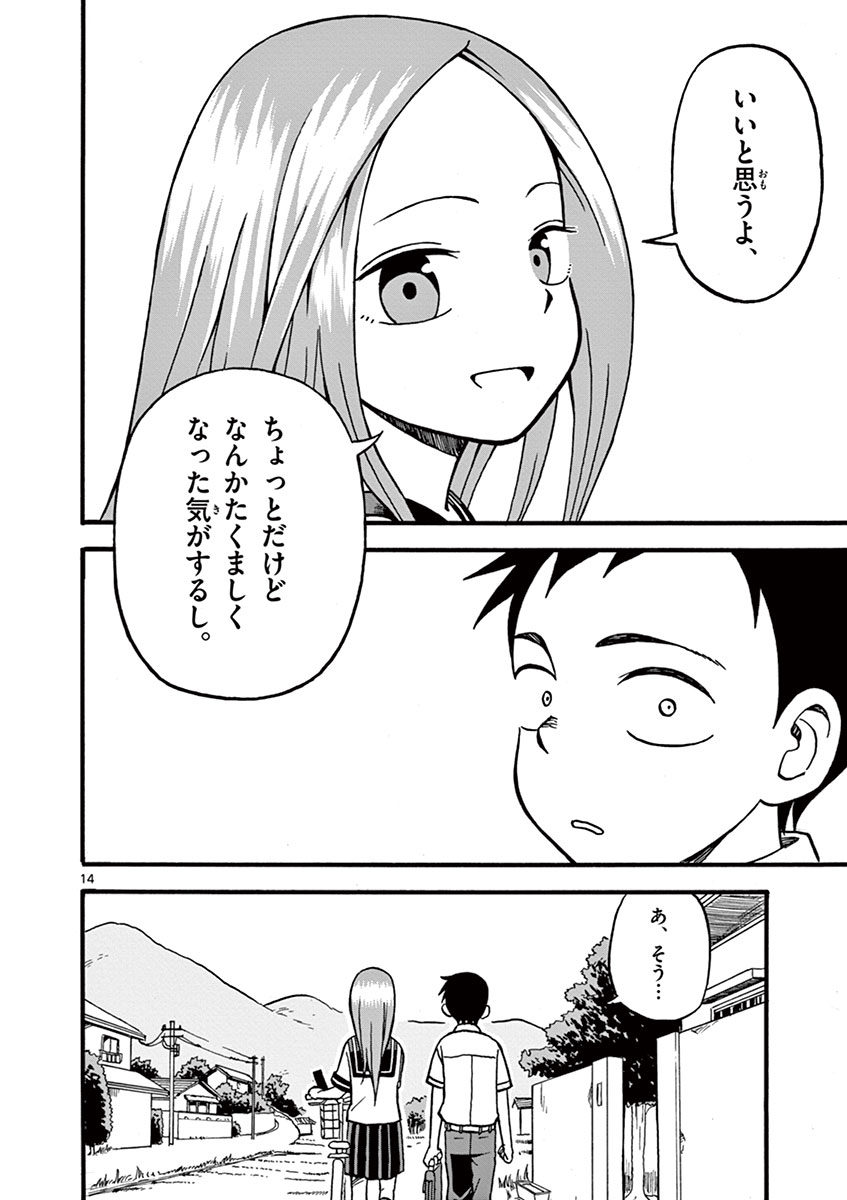 いいと思うよ、
ちょっとだけど
なんかたくましく
なった気がするし。
14
あ、そう…